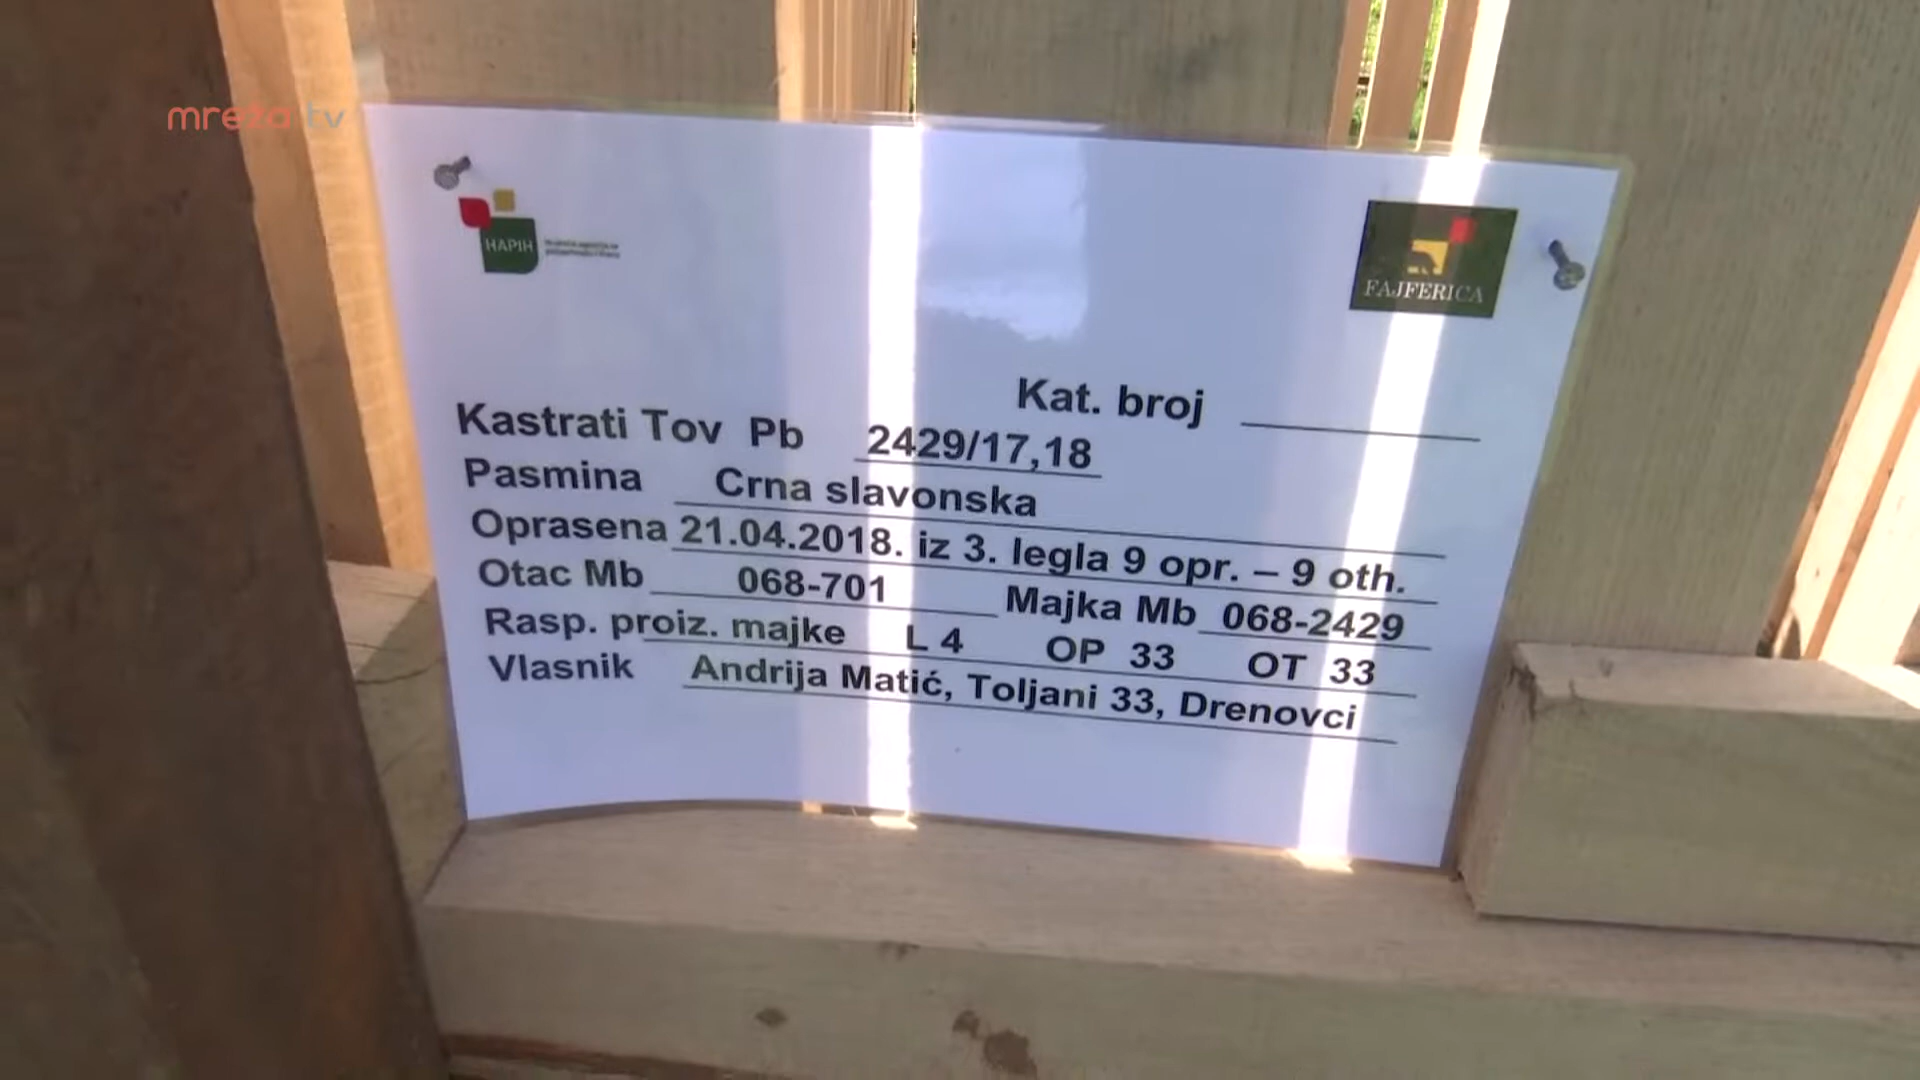 mreža tv
HAPIH
FAJFERICA
Kat. broj
Kastrati Tov Pb 2429/17,18
Pasmina Crna slavonska
Oprasena 21.04.2018. iz 3. legla 9 opr. – 9 oth.
Otac Mb 068-701 Majka Mb 068-2429
Rasp. proiz. majke L 4 OP 33 OT 33
Vlasnik Andrija Matić, Toljani 33, Drenovci